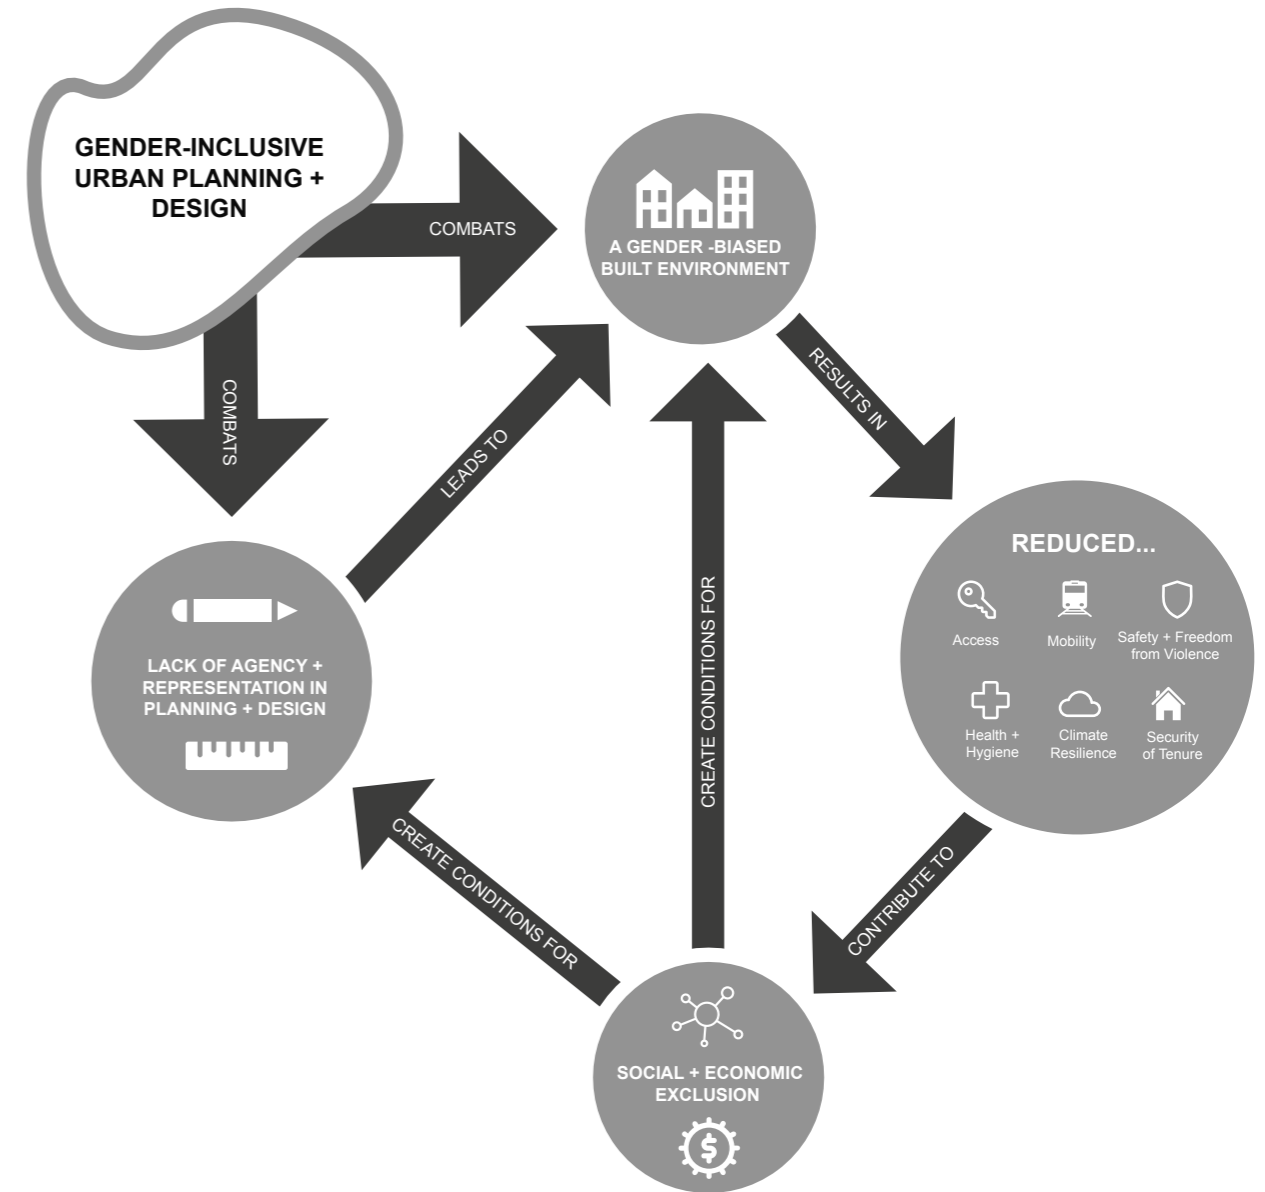 GENDER-INCLUSIVE
URBAN PLANNING +
DESIGN
COMBATS
A GENDER -BIASED
BUILT ENVIRONMENT
COMBATS
LEADS TO
RESULTS IN
REDUCED...
Access
Mobility
Safety + Freedom
from Violence
Health +
Hygiene
Climate
Resilience
Security
of Tenure
LACK OF AGENCY +
REPRESENTATION IN
PLANNING + DESIGN
CREATE CONDITIONS FOR
CREATE CONDITIONS FOR
CONTRIBUTE TO
SOCIAL + ECONOMIC
EXCLUSION
$